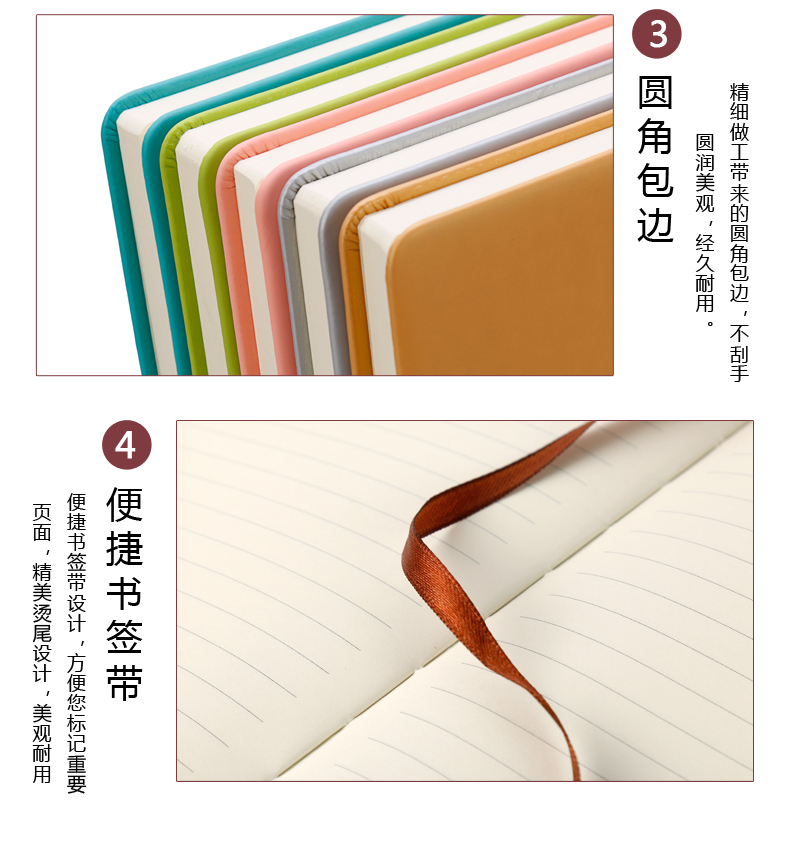 3
圆角包边
精细做工带来的圆角包边，不刮手
圆润美观，经久耐用。
4
便捷书签带
便捷书签带设计，方便您标记重要
页面，精美烫尾设计，美观耐用